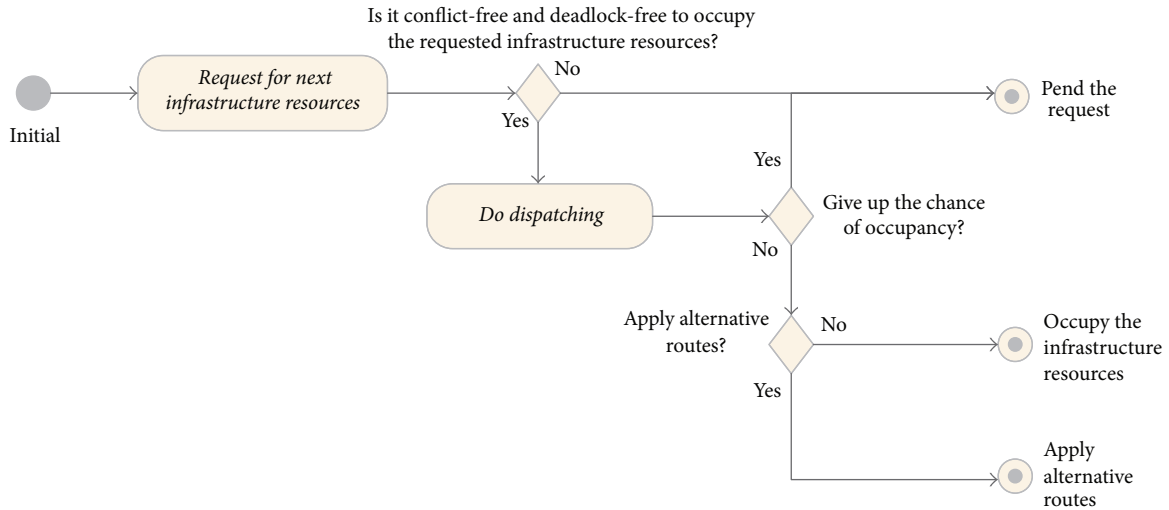 Is it conflict-free and deadlock-free to occupy
the requested infrastructure resources?
Request for next
infrastructure resources
No
Pend the
request
Initial
Yes
Yes
Do dispatching
Give up the chance
of occupancy?
No
Apply alternative
routes?
No
Occupy the
infrastructure
resources
Yes
Apply
alternative
routes